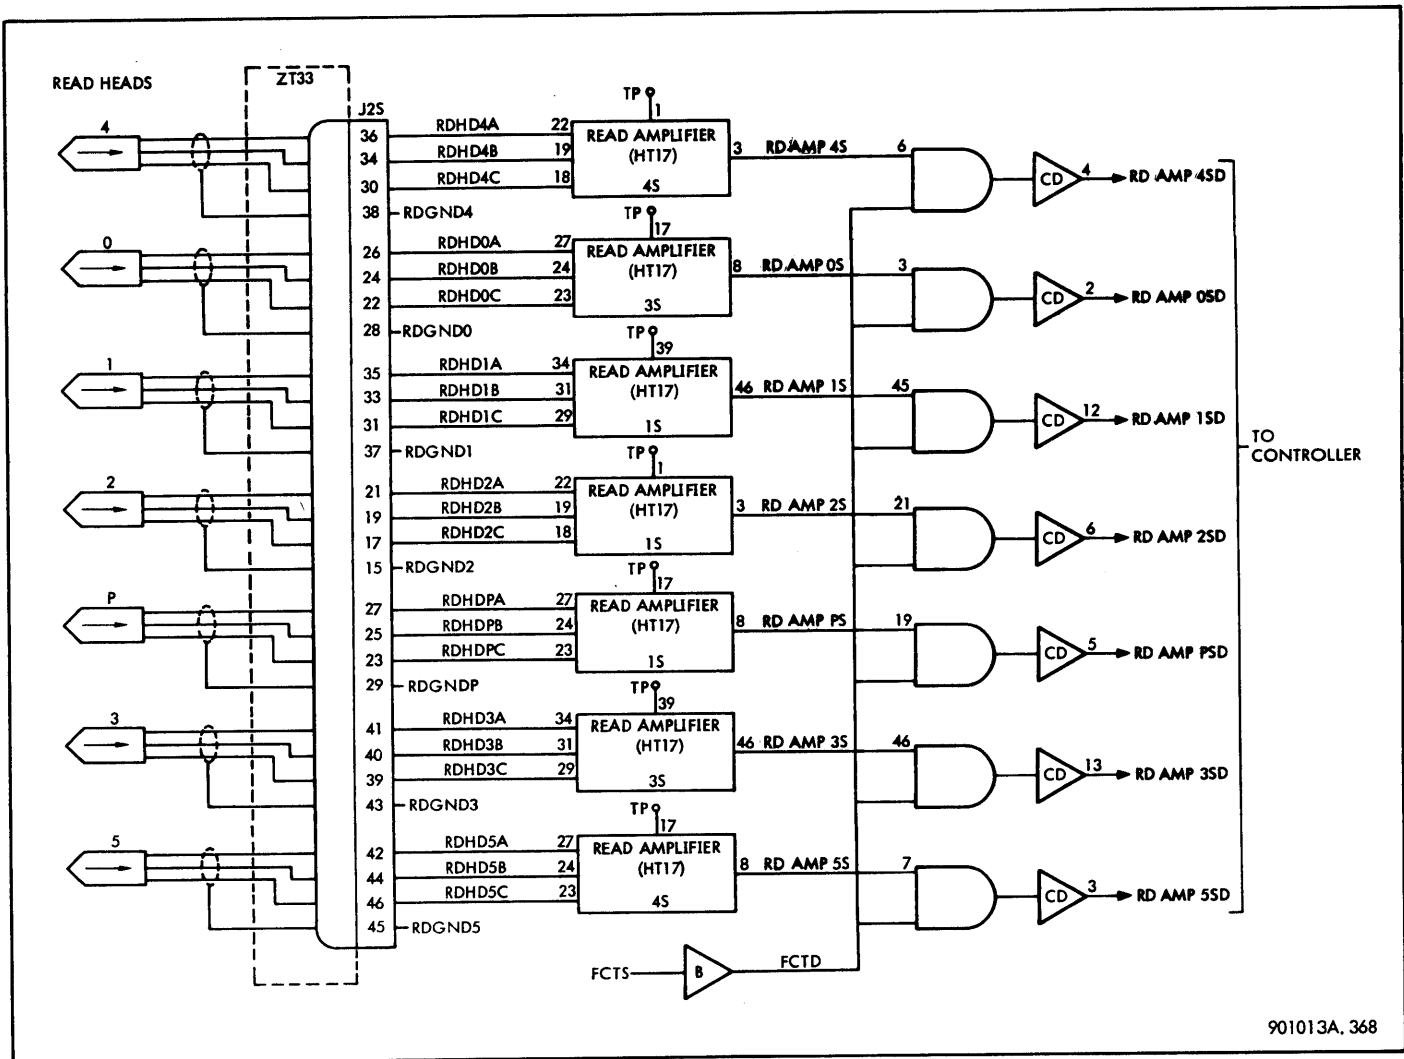 READ HEADS
ZT33
J2S
4
36 RDHD4A 22
34 RDHD4B 19
30 RDHD4C 18
38 RDGND4
TP 1
READ AMPLIFIER
(HT17)
4S
3 RD AMP 4S 6
CD 4 RD AMP 4SD
0
26 RDHD0A 27
24 RDHD0B 24
22 RDHD0C 23
28 RDGND0
TP 17
READ AMPLIFIER
(HT17)
3S
8 RD AMP 0S 3
CD 2 RD AMP 0SD
1
35 RDHD1A 34
33 RDHD1B 31
31 RDHD1C 29
37 RDGND1
TP 39
READ AMPLIFIER
(HT17)
1S
46 RD AMP 1S 45
CD 12 RD AMP 1SD
TO
CONTROLLER
2
21 RDHD2A 22
19 RDHD2B 19
17 RDHD2C 18
15 RDGND2
TP 1
READ AMPLIFIER
(HT17)
1S
3 RD AMP 2S 21
CD 6 RD AMP 2SD
P
27 RDHDPA 27
25 RDHDPB 24
23 RDHDPC 23
29 RDGNDP
TP 17
READ AMPLIFIER
(HT17)
1S
8 RD AMP PS 19
CD 5 RD AMP PSD
3
41 RDHD3A 34
40 RDHD3B 31
39 RDHD3C 29
43 RDGND3
TP 39
READ AMPLIFIER
(HT17)
3S
46 RD AMP 3S 46
CD 13 RD AMP 3SD
5
42 RDHD5A 27
44 RDHD5B 24
46 RDHD5C 23
45 RDGND5
TP 17
READ AMPLIFIER
(HT17)
4S
8 RD AMP 5S 7
CD 3 RD AMP 5SD
FCTS B FCTD
901013A. 368